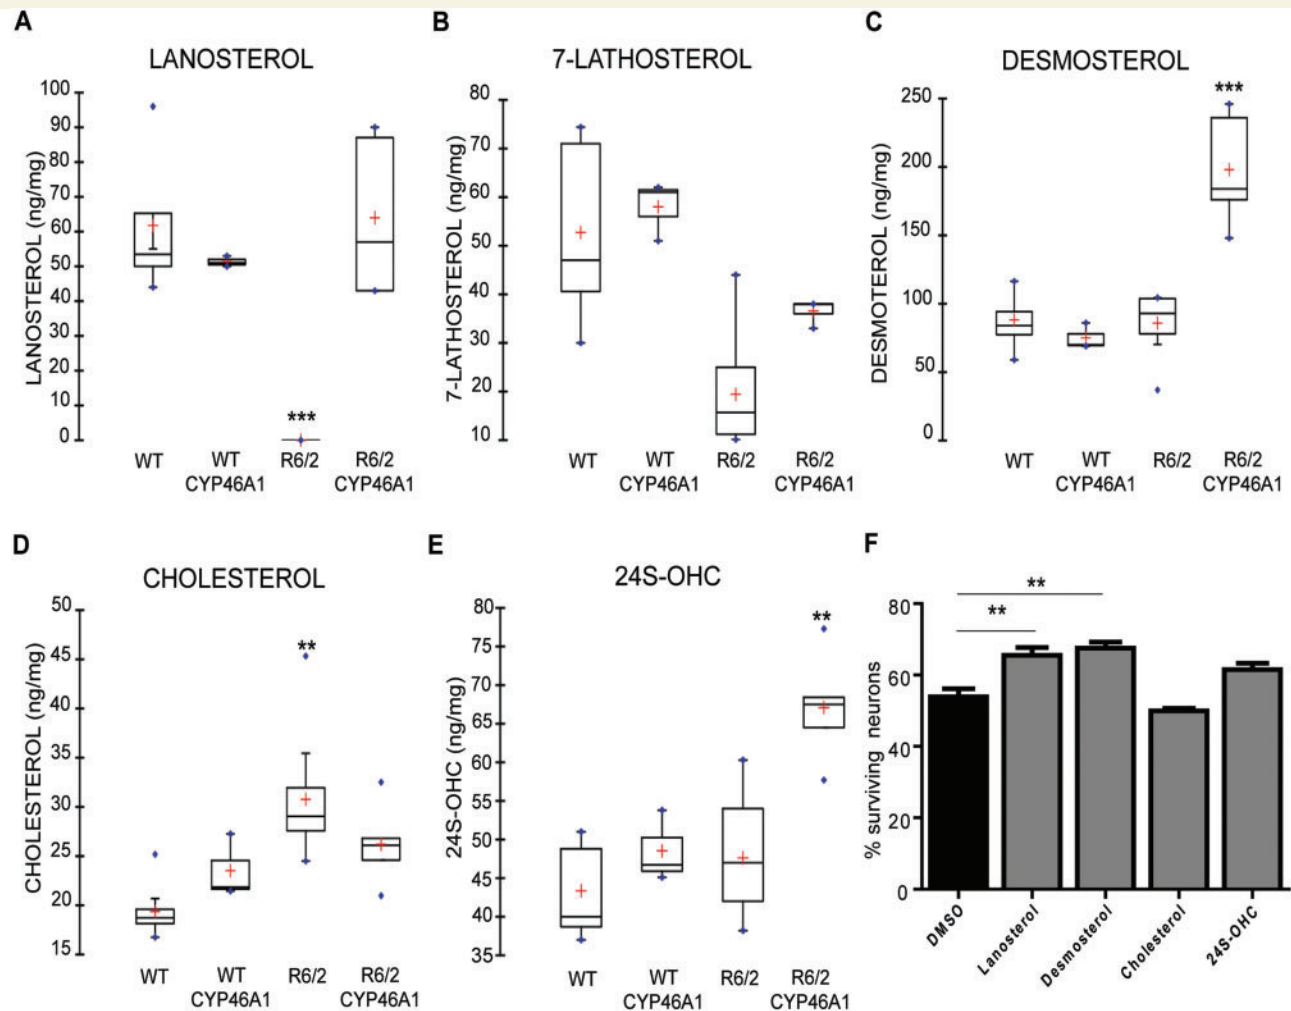 A
LANOSTEROL
LANOSTEROL (ng/mg)
100
90
80
70
60
50
40
30
20
10
0
***
WT
WT
CYP46A1
R6/2
R6/2
CYP46A1
B
7-LATHOSTEROL
7-LATHOSTEROL (ng/mg)
80
70
60
50
40
30
20
10
WT
WT
CYP46A1
R6/2
R6/2
CYP46A1
C
DESMOSTEROL
DESMOTEROL (ng/mg)
250
200
150
100
50
0
***
WT
WT
CYP46A1
R6/2
R6/2
CYP46A1
D
CHOLESTEROL
CHOLESTEROL (ng/mg)
50
45
40
35
30
25
20
15
**
WT
WT
CYP46A1
R6/2
R6/2
CYP46A1
E
24S-OHC
24S-OHC (ng/mg)
80
75
70
65
60
55
50
45
40
35
**
WT
WT
CYP46A1
R6/2
R6/2
CYP46A1
F
% surviving neurons
80
60
40
20
0
**
**
DMSO
Lanosterol
Desmosterol
Cholesterol
24S-OHC